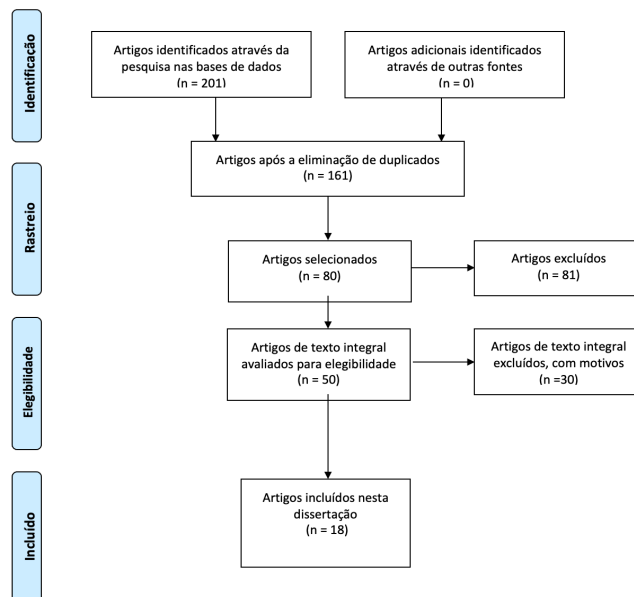 Identificação
Artigos identificados através da
pesquisa nas bases de dados
(n = 201)
Artigos adicionais identificados
através de outras fontes
(n = 0)
Artigos após a eliminação de duplicados
(n = 161)
Rastreio
Artigos selecionados
(n = 80)
Artigos excluídos
(n = 81)
Elegibilidade
Artigos de texto integral
avaliados para elegibilidade
(n = 50)
Artigos de texto integral
excluídos, com motivos
(n =30)
Incluído
Artigos incluídos nesta
dissertação
(n = 18)